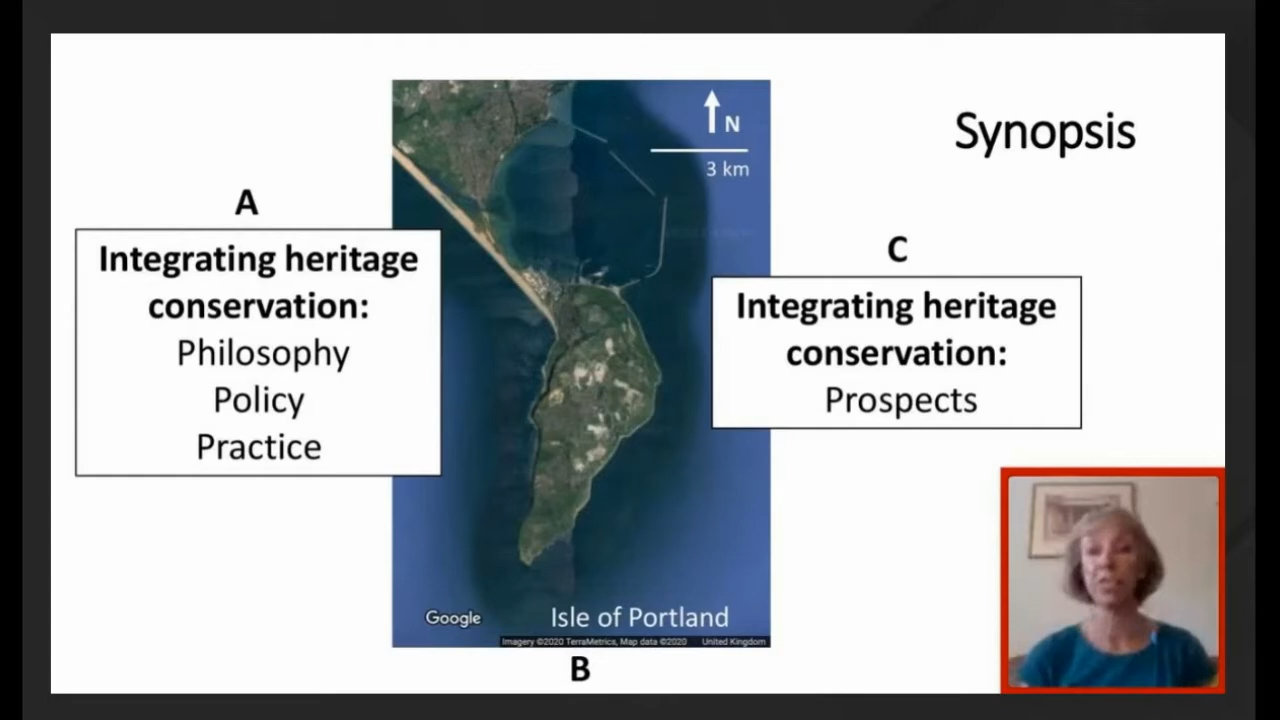 Synopsis
A
Integrating heritage
conservation:
Philosophy
Policy
Practice
N
3 km
Google
Isle of Portland
Imagery ©2020 TerraMetrics, Map data ©2020 United Kingdom
B
C
Integrating heritage
conservation:
Prospects